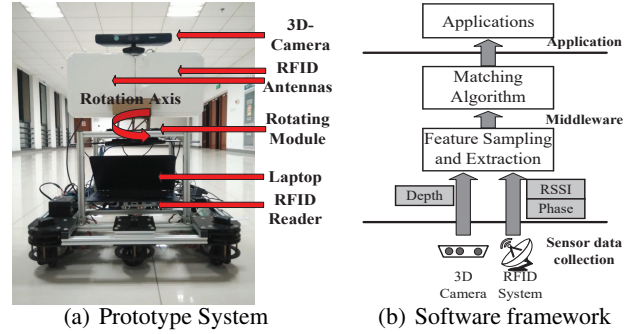 3D-
Camera
RFID
Antennas
Rotation Axis
Rotating
Module
Laptop
RFID
Reader
(a) Prototype System
Applications
Application
Matching
Algorithm
Middleware
Feature Sampling
and Extraction
Depth
RSSI
Phase
Sensor data
collection
3D
Camera
RFID
System
(b) Software framework